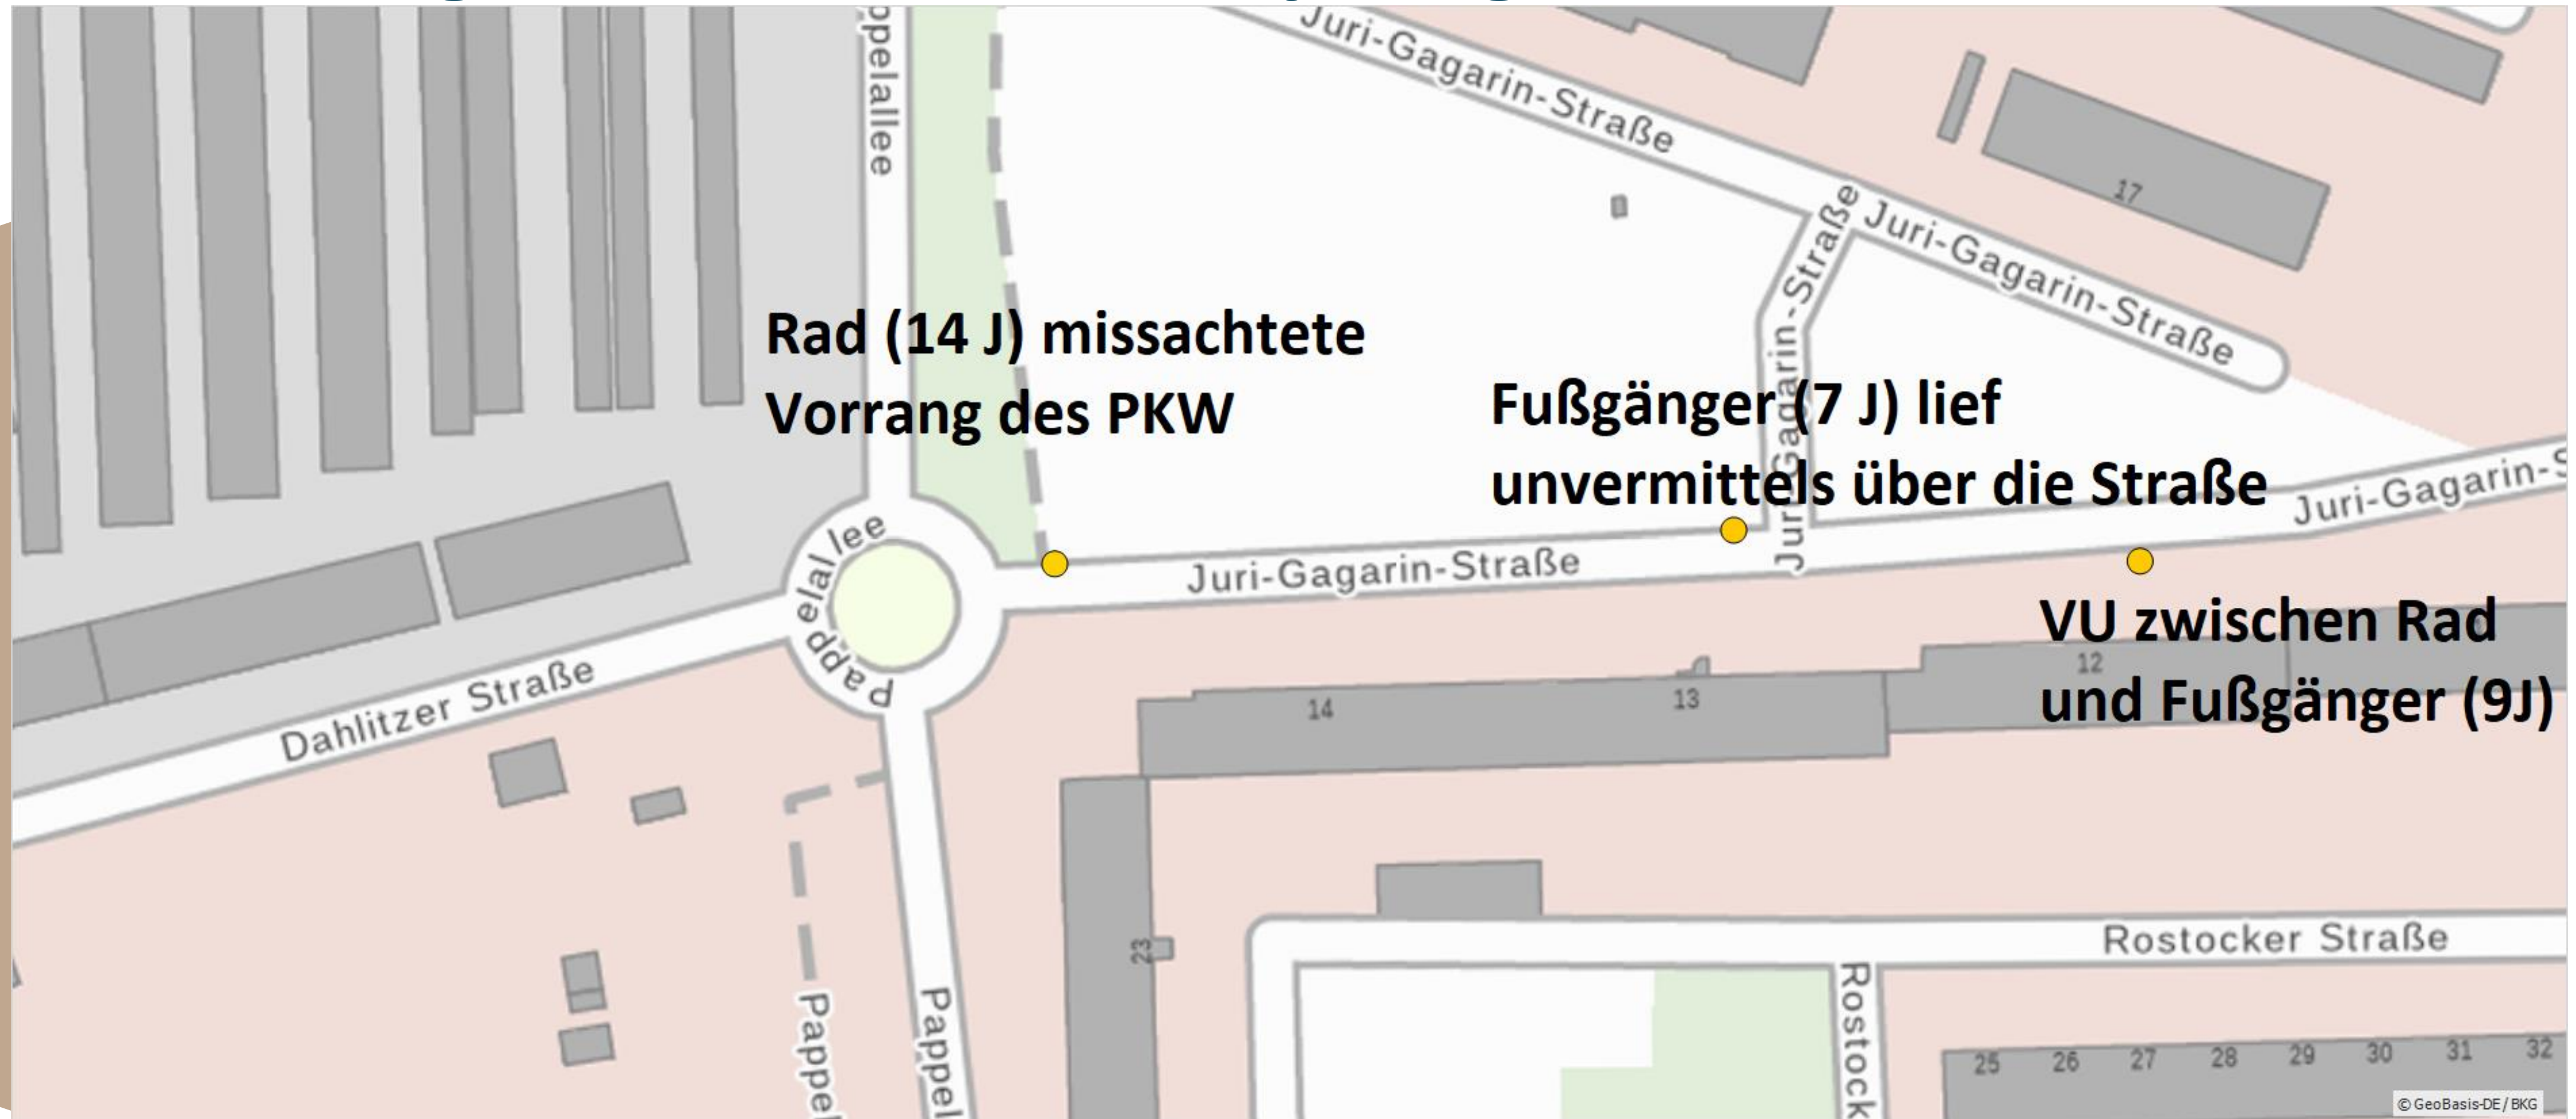 ppelallee
Juri-Gagarin-Straße
17
Juri-Gagarin-Straße
Juri-Gagarin-Straße
Rad (14 J) missachtete
Vorrang des PKW
Fußgänger (7 J) lief
unvermittels über die Straße
Juri-Gagarin-S
Pappelallee
Juri-Gagarin-Straße
VU zwischen Rad
und Fußgänger (9J)
Dahlitzer Straße
14
13
12
23
Rostocker Straße
Pappel
Pappel
Rostock
25 26 27 28 29 30 31 32
© GeoBasis-DE / BKG